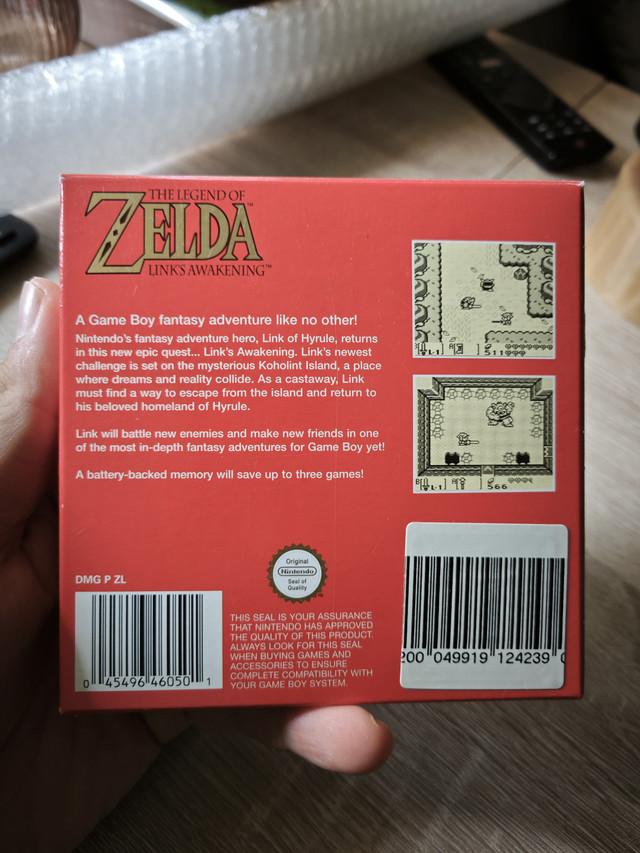 THE LEGEND OF
ZELDA™
LINK'S AWAKENING™
A Game Boy fantasy adventure like no other!
Nintendo's fantasy adventure hero, Link of Hyrule, returns
in this new epic quest... Link's Awakening. Link's newest
challenge is set on the mysterious Koholint Island, a place
where dreams and reality collide. As a castaway, Link
must find a way to escape from the island and return to
his beloved homeland of Hyrule.
Link will battle new enemies and make new friends in one
of the most in-depth fantasy adventures for Game Boy yet!
A battery-backed memory will save up to three games!
L-1
511999
L-1
566
DMG P ZL
0 45496 46050 1
Original
Nintendo
Seal of
Quality
THIS SEAL IS YOUR ASSURANCE
THAT NINTENDO HAS APPROVED
THE QUALITY OF THIS PRODUCT.
ALWAYS LOOK FOR THIS SEAL
WHEN BUYING GAMES AND
ACCESSORIES TO ENSURE
COMPLETE COMPATIBILITY WITH
YOUR GAME BOY SYSTEM.
200 049919 124239